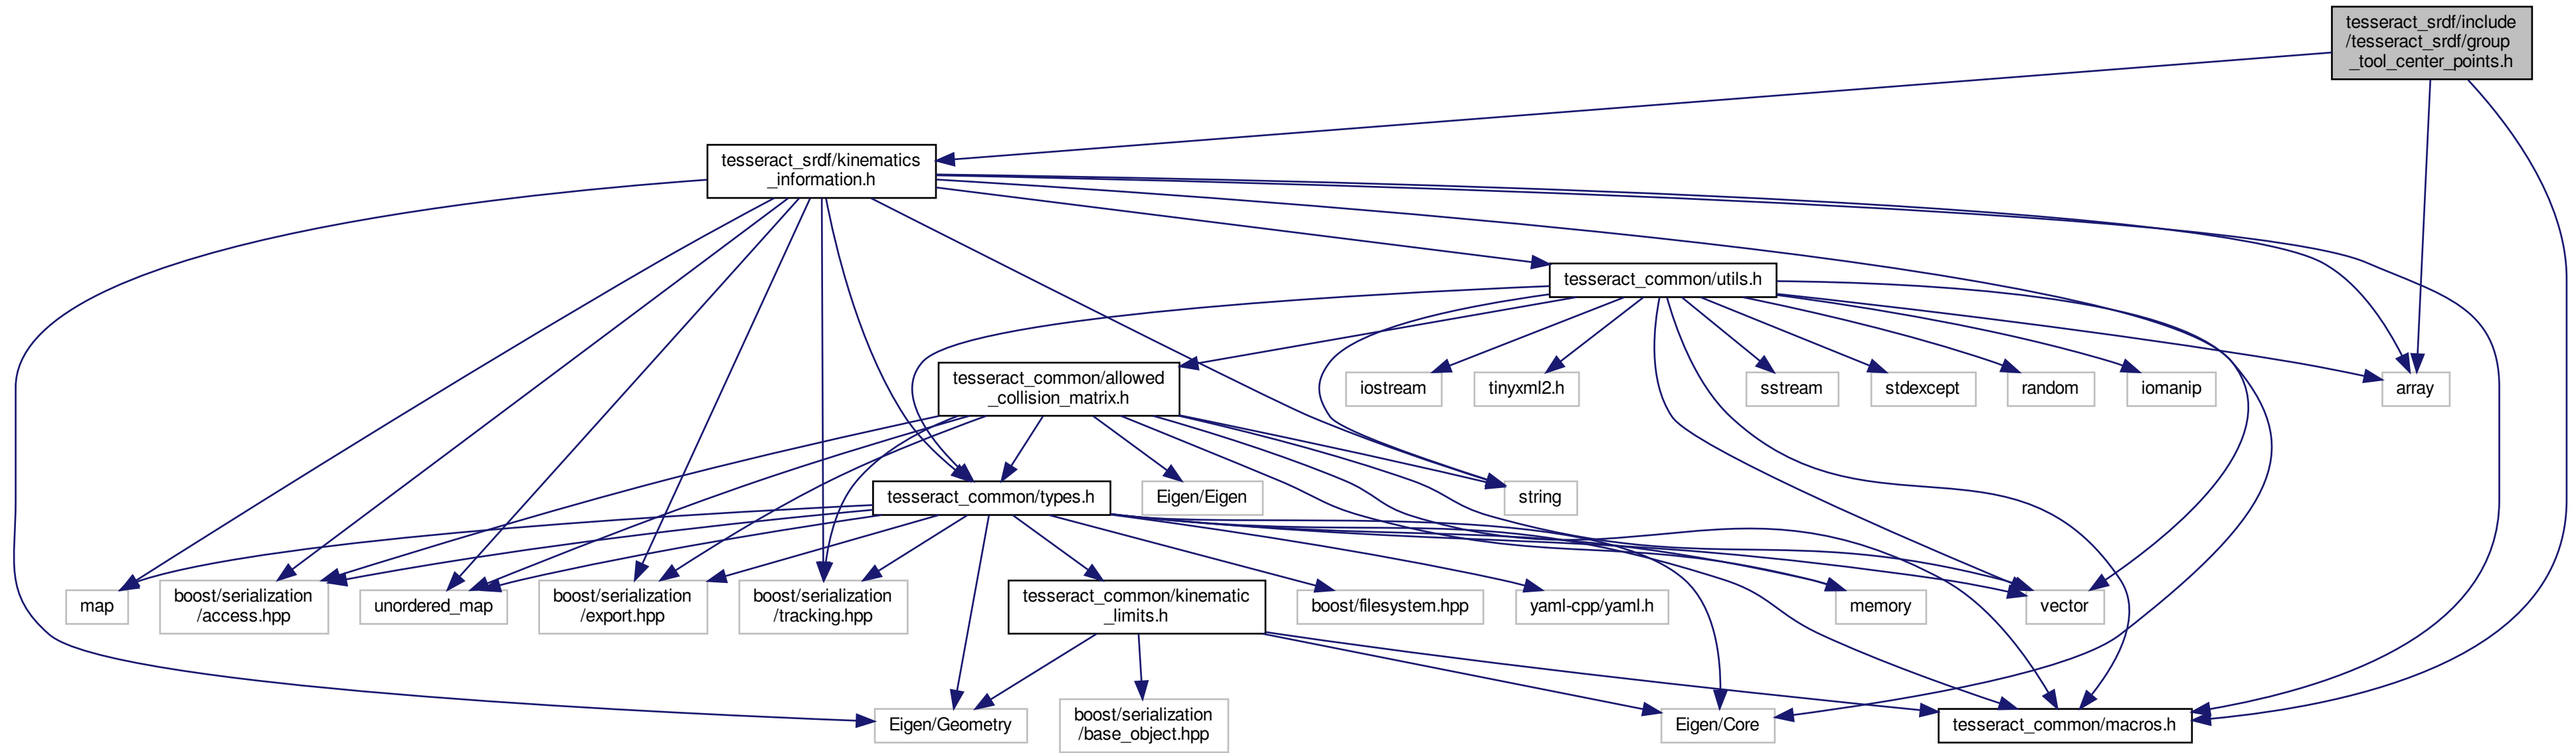 tesseract_srdf/include
/tesseract_srdf/group
_tool_center_points.h
tesseract_srdf/kinematics
_information.h
tesseract_common/utils.h
tesseract_common/allowed
_collision_matrix.h
iostream
tinyxml2.h
sstream
stdexcept
random
iomanip
array
tesseract_common/types.h
Eigen/Eigen
string
map
boost/serialization
/access.hpp
unordered_map
boost/serialization
/export.hpp
boost/serialization
/tracking.hpp
tesseract_common/kinematic
_limits.h
boost/filesystem.hpp
yaml-cpp/yaml.h
memory
vector
Eigen/Geometry
boost/serialization
/base_object.hpp
Eigen/Core
tesseract_common/macros.h